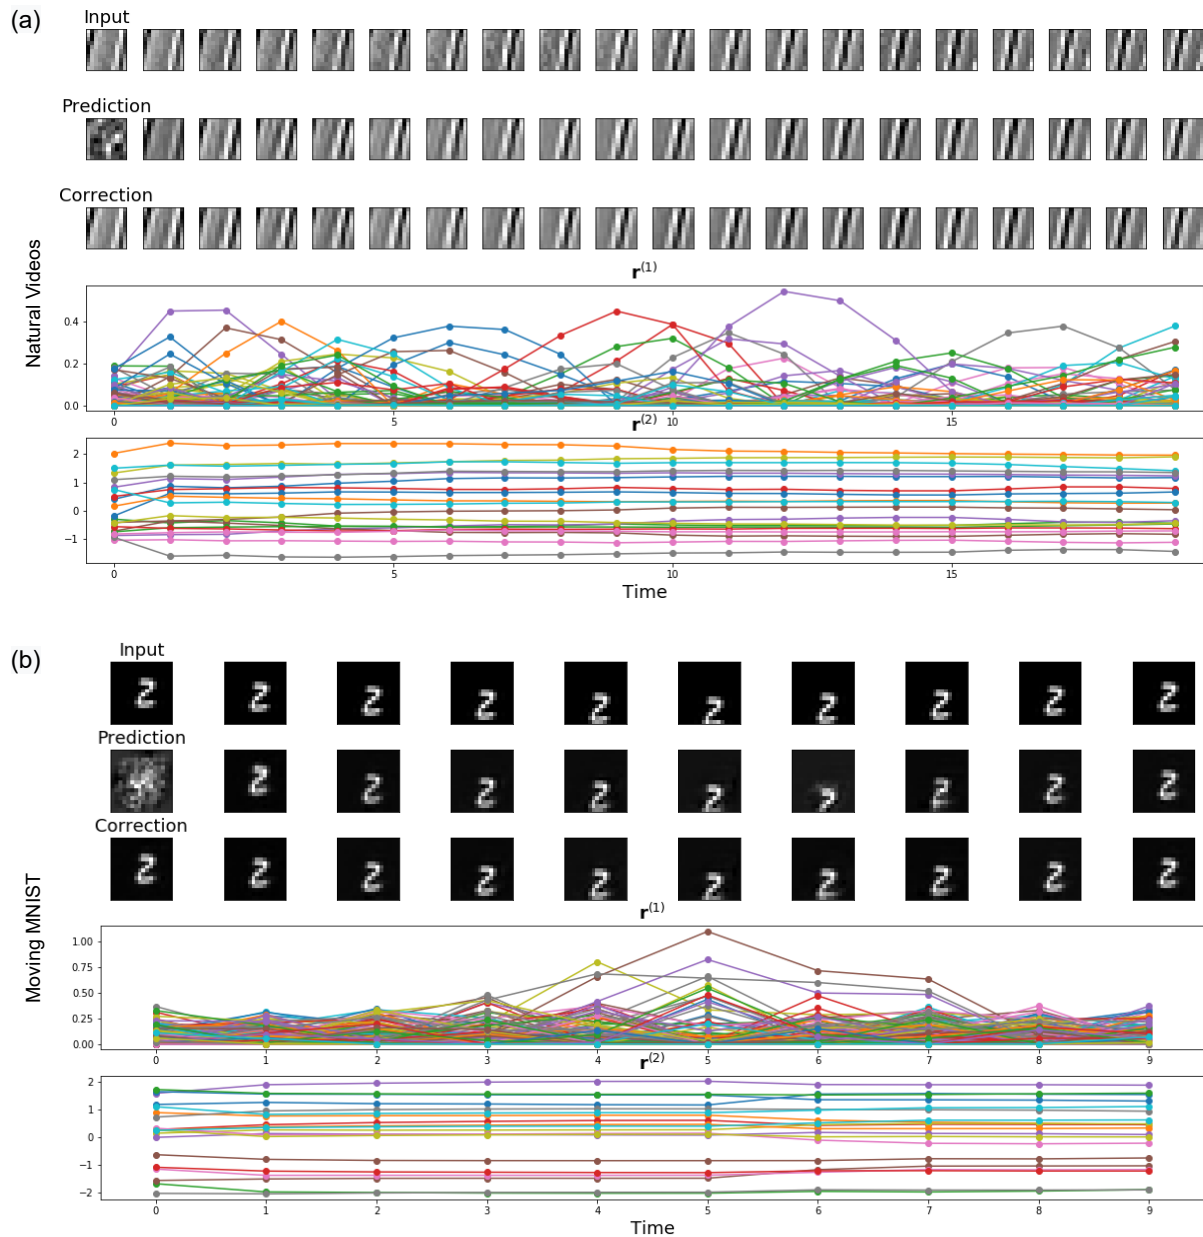 (a)
Input
Prediction
Correction
Natural Videos
r(1)
0.4
0.2
0.0
0 5 10 15
r(2)
2
1
0
−1
0 5 10 15
Time
(b)
Input
Prediction
Correction
Moving MNIST
r(1)
1.00
0.75
0.50
0.25
0.00
0 1 2 3 4 5 6 7 8 9
r(2)
2
1
0
−1
−2
0 1 2 3 4 5 6 7 8 9
Time